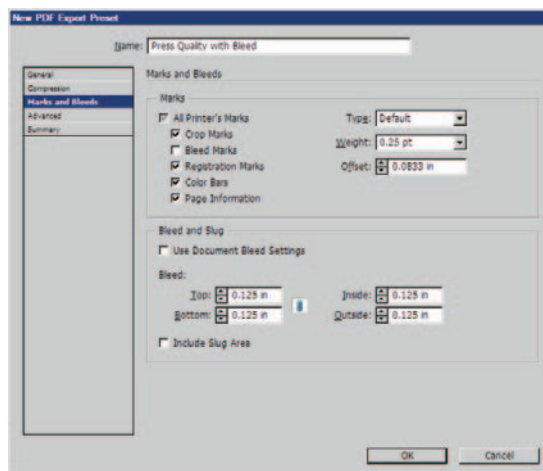 New PDF Export Preset
Name: Press Quality with Bleed
General
Compression
Marks and Bleeds
Advanced
Summary
Marks and Bleeds
Marks
All Printer's Marks
Crop Marks
Bleed Marks
Registration Marks
Color Bars
Page Information
Type: Default
Weight: 0.25 pt
Offset: 0.0833 in
Bleed and Slug
Use Document Bleed Settings
Bleed:
Top: 0.125 in
Bottom: 0.125 in
Inside: 0.125 in
Outside: 0.125 in
Include Slug Area
OK
Cancel